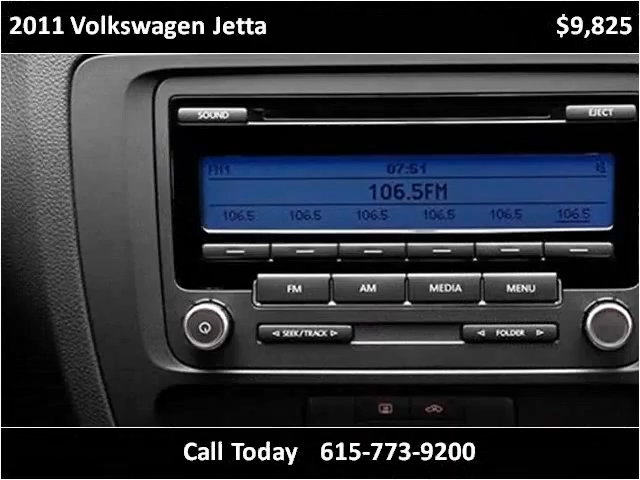 2011 Volkswagen Jetta $9,825
SOUND EJECT
FM1 07:51
106.5FM
106.5 106.5 106.5 106.5 106.5 106.5
FM AM MEDIA MENU
SEEK/TRACK FOLDER
Call Today 615-773-9200